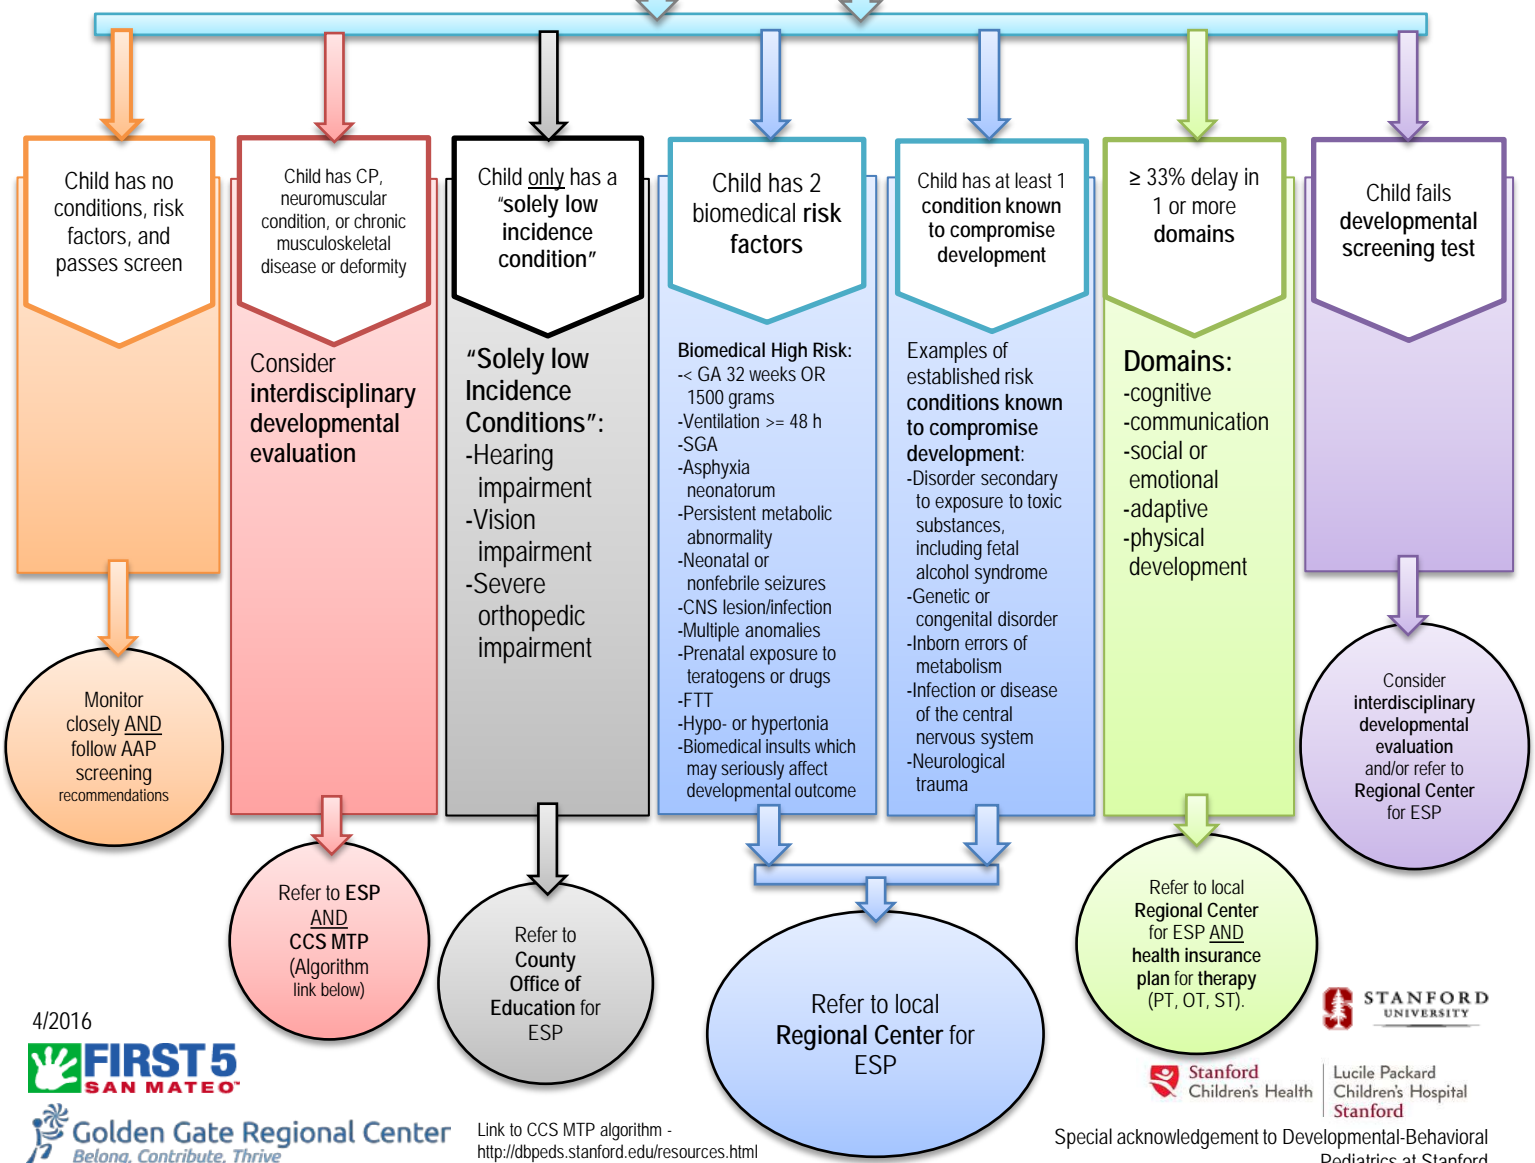 Child has no
conditions, risk
factors, and
passes screen
Monitor
closely AND
follow AAP
screening
recommendations
Child has CP,
neuromuscular
condition, or chronic
musculoskeletal
disease or deformity
Consider
interdisciplinary
developmental
evaluation
Refer to ESP
AND
CCS MTP
(Algorithm
link below)
Child only has a
"solely low
incidence
condition"
"Solely low
Incidence
Conditions":
-Hearing
impairment
-Vision
impairment
-Severe
orthopedic
impairment
Refer to
County
Office of
Education for
ESP
Child has 2
biomedical risk
factors
Biomedical High Risk:
-< GA 32 weeks OR
1500 grams
-Ventilation >= 48 h
-SGA
-Asphyxia
neonatorum
-Persistent metabolic
abnormality
-Neonatal or
nonfebrile seizures
-CNS lesion/infection
-Multiple anomalies
-Prenatal exposure to
teratogens or drugs
-FTT
-Hypo- or hypertonia
-Biomedical insults which
may seriously affect
developmental outcome
Child has at least 1
condition known
to compromise
development
Examples of
established risk
conditions known
to compromise
development:
-Disorder secondary
to exposure to toxic
substances,
including fetal
alcohol syndrome
-Genetic or
congenital disorder
-Inborn errors of
metabolism
-Infection or disease
of the central
nervous system
-Neurological
trauma
Refer to local
Regional Center for
ESP
≥ 33% delay in
1 or more
domains
Domains:
-cognitive
-communication
-social or
emotional
-adaptive
-physical
development
Refer to local
Regional Center
for ESP AND
health insurance
plan for therapy
(PT, OT, ST).
Child fails
developmental
screening test
Consider
interdisciplinary
developmental
evaluation
and/or refer to
Regional Center
for ESP
4/2016
FIRST 5
SAN MATEO™
Golden Gate Regional Center
Belong, Contribute, Thrive
Link to CCS MTP algorithm -
http://dbpeds.stanford.edu/resources.html
STANFORD
UNIVERSITY
Stanford
Children's Health
Lucile Packard
Children's Hospital
Stanford
Special acknowledgement to Developmental-Behavioral
Pediatrics at Stanford